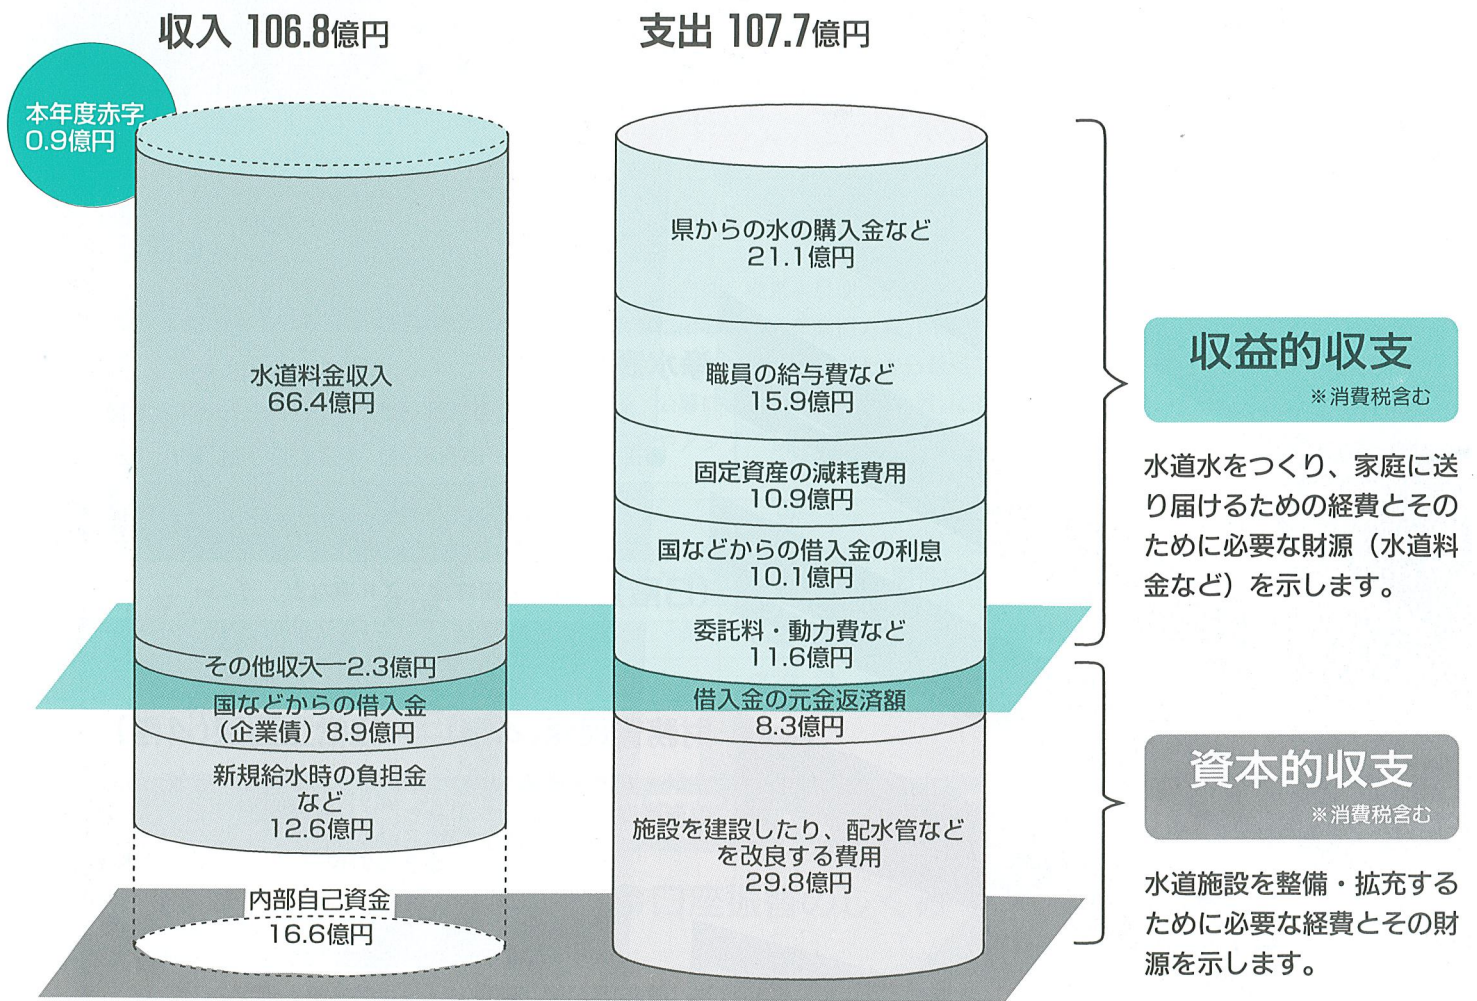 収入 106.8億円
支出 107.7億円
本年度赤字
0.9億円
水道料金収入
66.4億円
その他収入 2.3億円
国などからの借入金
（企業債）8.9億円
新規給水時の負担金
など
12.6億円
内部自己資金
16.6億円
県からの水の購入金など
21.1億円
職員の給与費など
15.9億円
固定資産の減耗費用
10.9億円
国などからの借入金の利息
10.1億円
委託料・動力費など
11.6億円
借入金の元金返済額
8.3億円
施設を建設したり、配水管など
を改良する費用
29.8億円
収益的収支
※消費税含む
水道水をつくり、家庭に送
り届けるための経費とその
ために必要な財源（水道料
金など）を示します。
資本的収支
※消費税含む
水道施設を整備・拡充する
ために必要な経費とその財
源を示します。